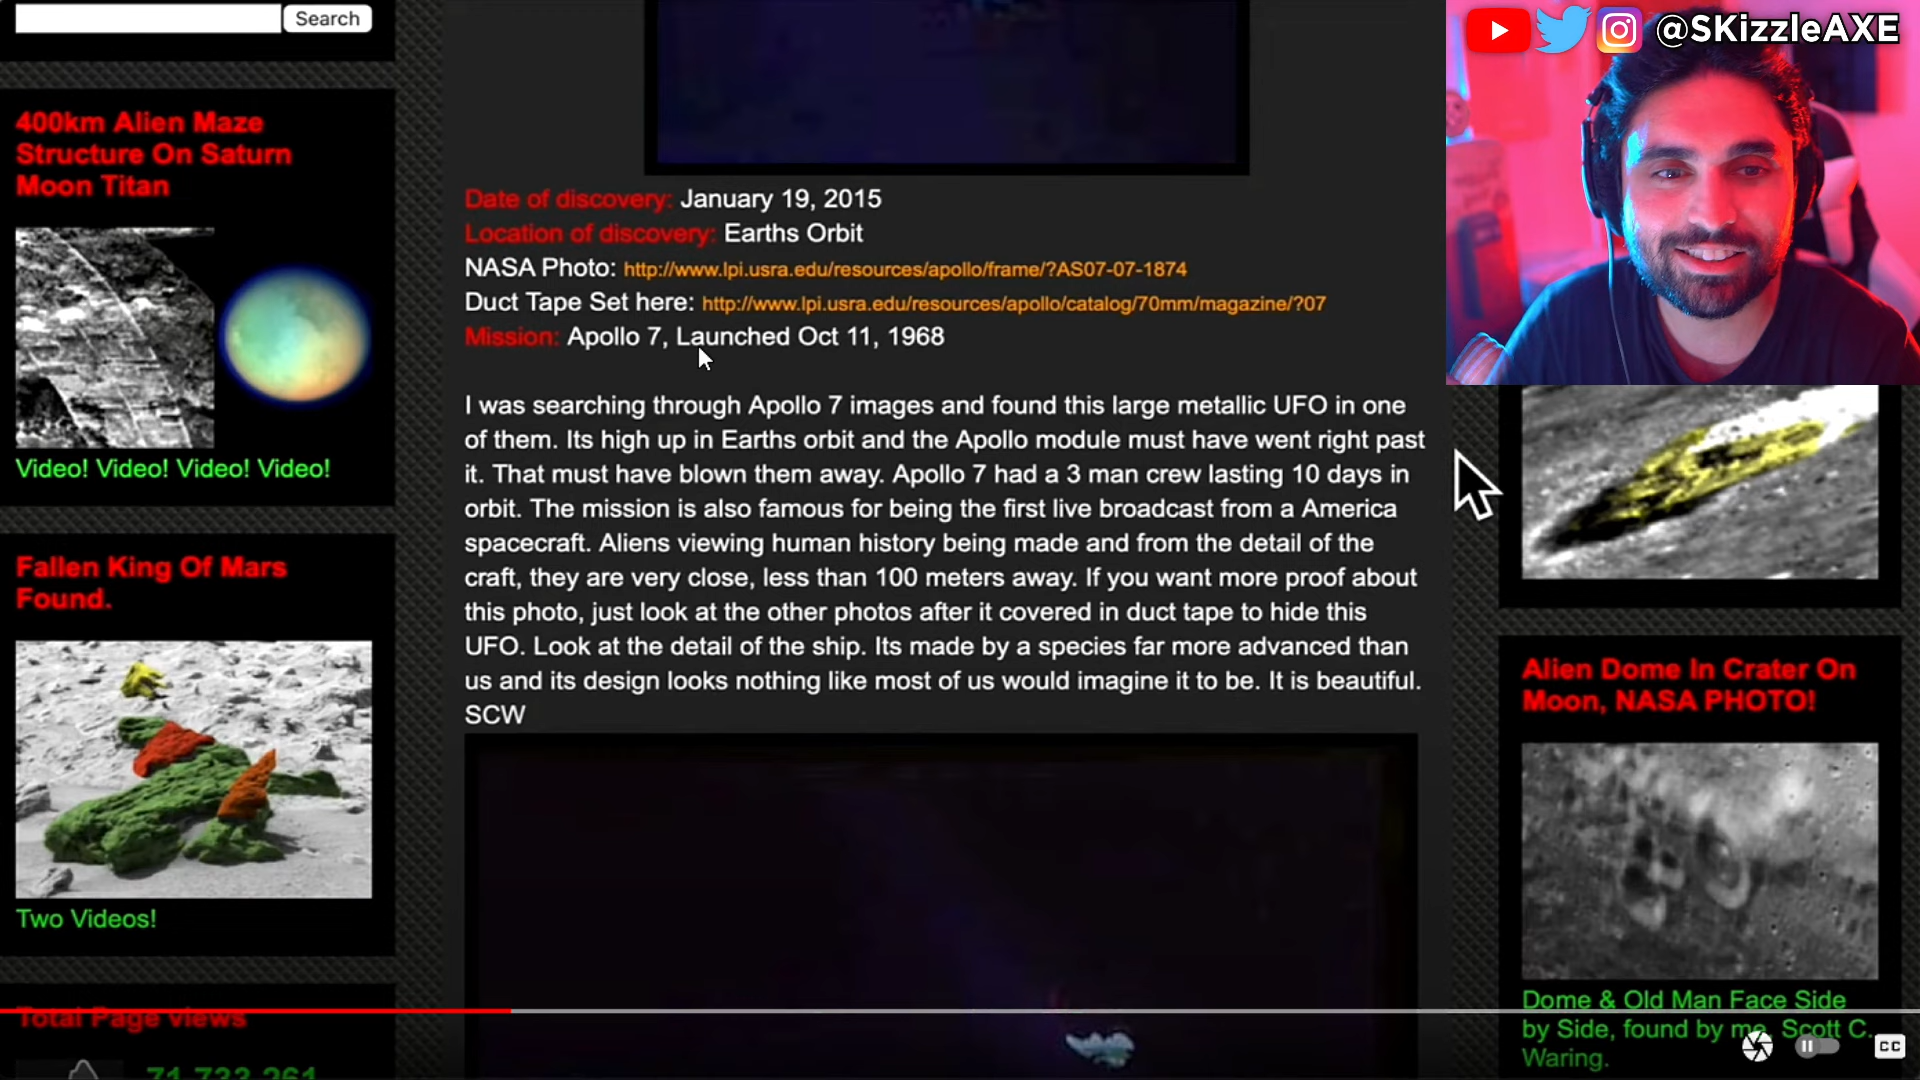 Search
@SKizzleAXE
400km Alien Maze
Structure On Saturn
Moon Titan
Video! Video! Video! Video!
Fallen King Of Mars
Found.
Two Videos!
Total Page views
71,733,261
Date of discovery: January 19, 2015
Location of discovery: Earths Orbit
NASA Photo: http://www.lpi.usra.edu/resources/apollo/frame/?AS07-07-1874
Duct Tape Set here: http://www.lpi.usra.edu/resources/apollo/catalog/70mm/magazine/?07
Mission: Apollo 7, Launched Oct 11, 1968
I was searching through Apollo 7 images and found this large metallic UFO in one
of them. Its high up in Earths orbit and the Apollo module must have went right past
it. That must have blown them away. Apollo 7 had a 3 man crew lasting 10 days in
orbit. The mission is also famous for being the first live broadcast from a America
spacecraft. Aliens viewing human history being made and from the detail of the
craft, they are very close, less than 100 meters away. If you want more proof about
this photo, just look at the other photos after it covered in duct tape to hide this
UFO. Look at the detail of the ship. Its made by a species far more advanced than
us and its design looks nothing like most of us would imagine it to be. It is beautiful.
SCW
Alien Dome In Crater On
Moon, NASA PHOTO!
Dome & Old Man Face Side
by Side, found by me, Scott C.
Waring.
CC